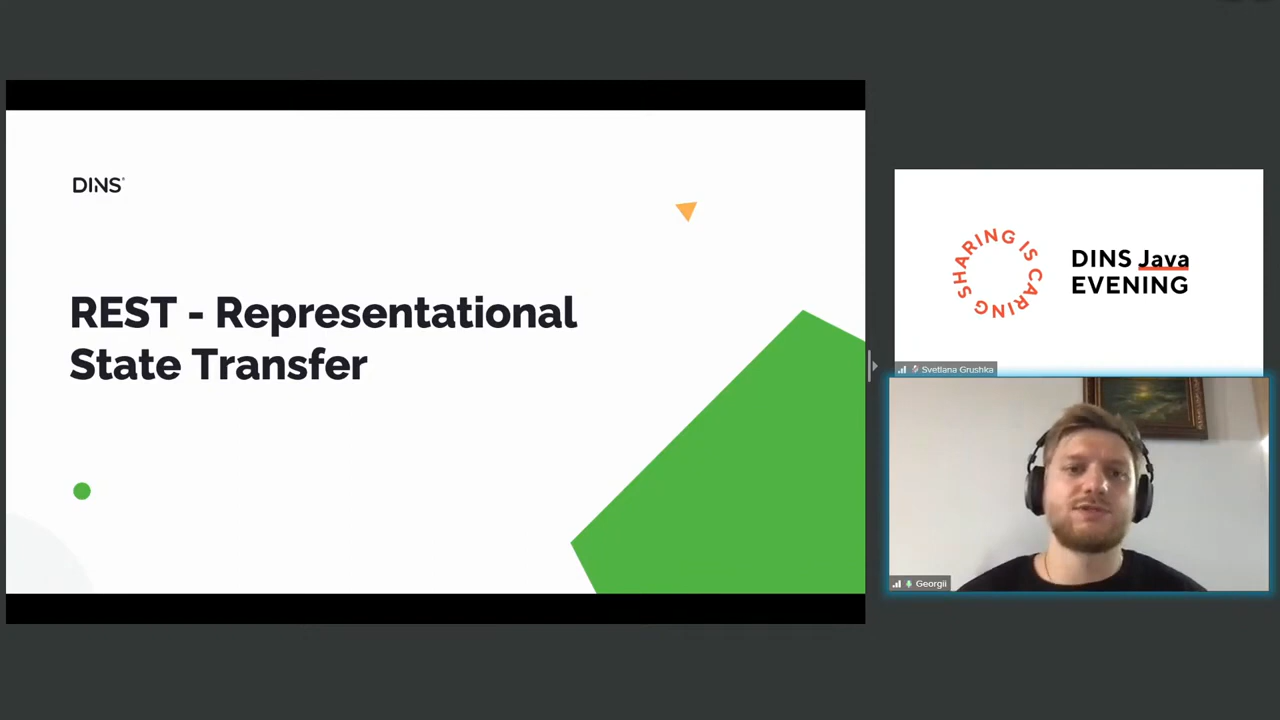 DINS
REST - Representational
State Transfer
SHARING IS CARING
DINS Java
EVENING
Svetlana Grushka
Georgii